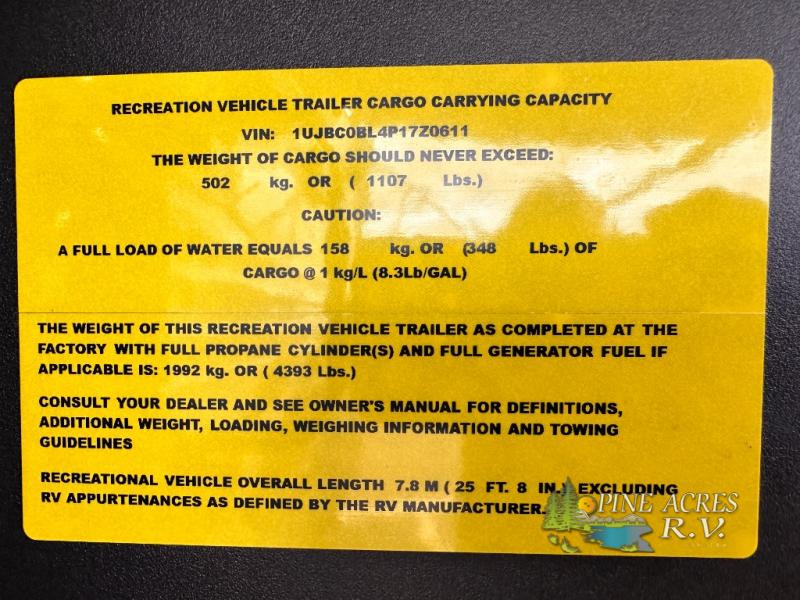 RECREATION VEHICLE TRAILER CARGO CARRYING CAPACITY
VIN: 1UJBC0BL4P17Z0611
THE WEIGHT OF CARGO SHOULD NEVER EXCEED:
502 kg. OR ( 1107 Lbs.)
CAUTION:
A FULL LOAD OF WATER EQUALS 158 kg. OR (348 Lbs.) OF
CARGO @ 1 kg/L (8.3Lb/GAL)
THE WEIGHT OF THIS RECREATION VEHICLE TRAILER AS COMPLETED AT THE
FACTORY WITH FULL PROPANE CYLINDER(S) AND FULL GENERATOR FUEL IF
APPLICABLE IS: 1992 kg. OR ( 4393 Lbs.)
CONSULT YOUR DEALER AND SEE OWNER'S MANUAL FOR DEFINITIONS,
ADDITIONAL WEIGHT, LOADING, WEIGHING INFORMATION AND TOWING
GUIDELINES
RECREATIONAL VEHICLE OVERALL LENGTH 7.8 M ( 25 FT. 8 IN.) EXCLUDING
RV APPURTENANCES AS DEFINED BY THE RV MANUFACTURER.
PINE ACRES
R.V.